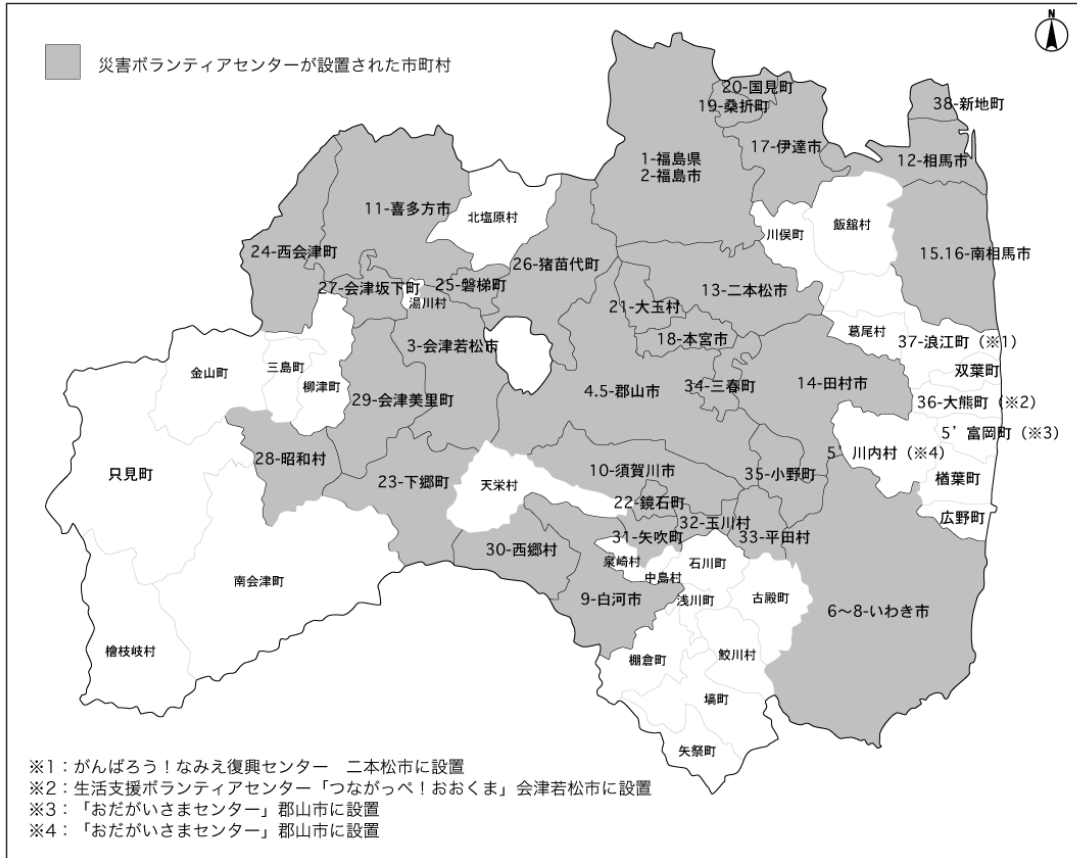 N
災害ボランティアセンターが設置された市町村
20-国見町
19-桑折町
38-新地町
17-伊達市
1-福島県
2-福島市
12-相馬市
11-喜多方市
北塩原村
川俣町
飯舘村
24-西会津町
26-猪苗代町
15.16-南相馬市
27-会津坂下町
25-磐梯町
13-二本松市
湯川村
21-大玉村
18-本宮市
葛尾村
37-浪江町（※1）
3-会津若松市
双葉町
金山町
三島町
柳津町
34-三春町
14-田村市
4.5-郡山市
29-会津美里町
36-大熊町（※2）
5’富岡町（※3）
5’川内村（※4）
28-昭和村
只見町
10-須賀川市
35-小野町
23-下郷町
天栄村
楢葉町
22-鏡石町
広野町
32-玉川村
31-矢吹町
33-平田村
30-西郷村
泉崎村
石川町
中島村
南会津町
9-白河市
浅川町
古殿町
6〜8-いわき市
檜枝岐村
棚倉町
鮫川村
塙町
矢祭町
※1：がんばろう！なみえ復興センター　二本松市に設置
※2：生活支援ボランティアセンター「つながっぺ！おおくま」会津若松市に設置
※3：「おだがいさまセンター」郡山市に設置
※4：「おだがいさまセンター」郡山市に設置